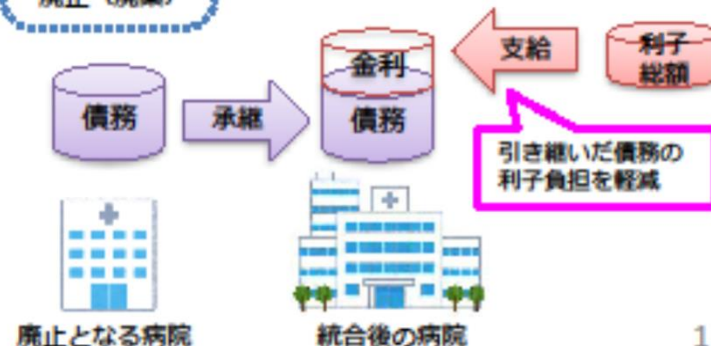 廃止（廃業）
金利
支給
利子
総額
債務
承継
債務
引き継いだ債務の
利子負担を軽減
廃止となる病院
統合後の病院
1